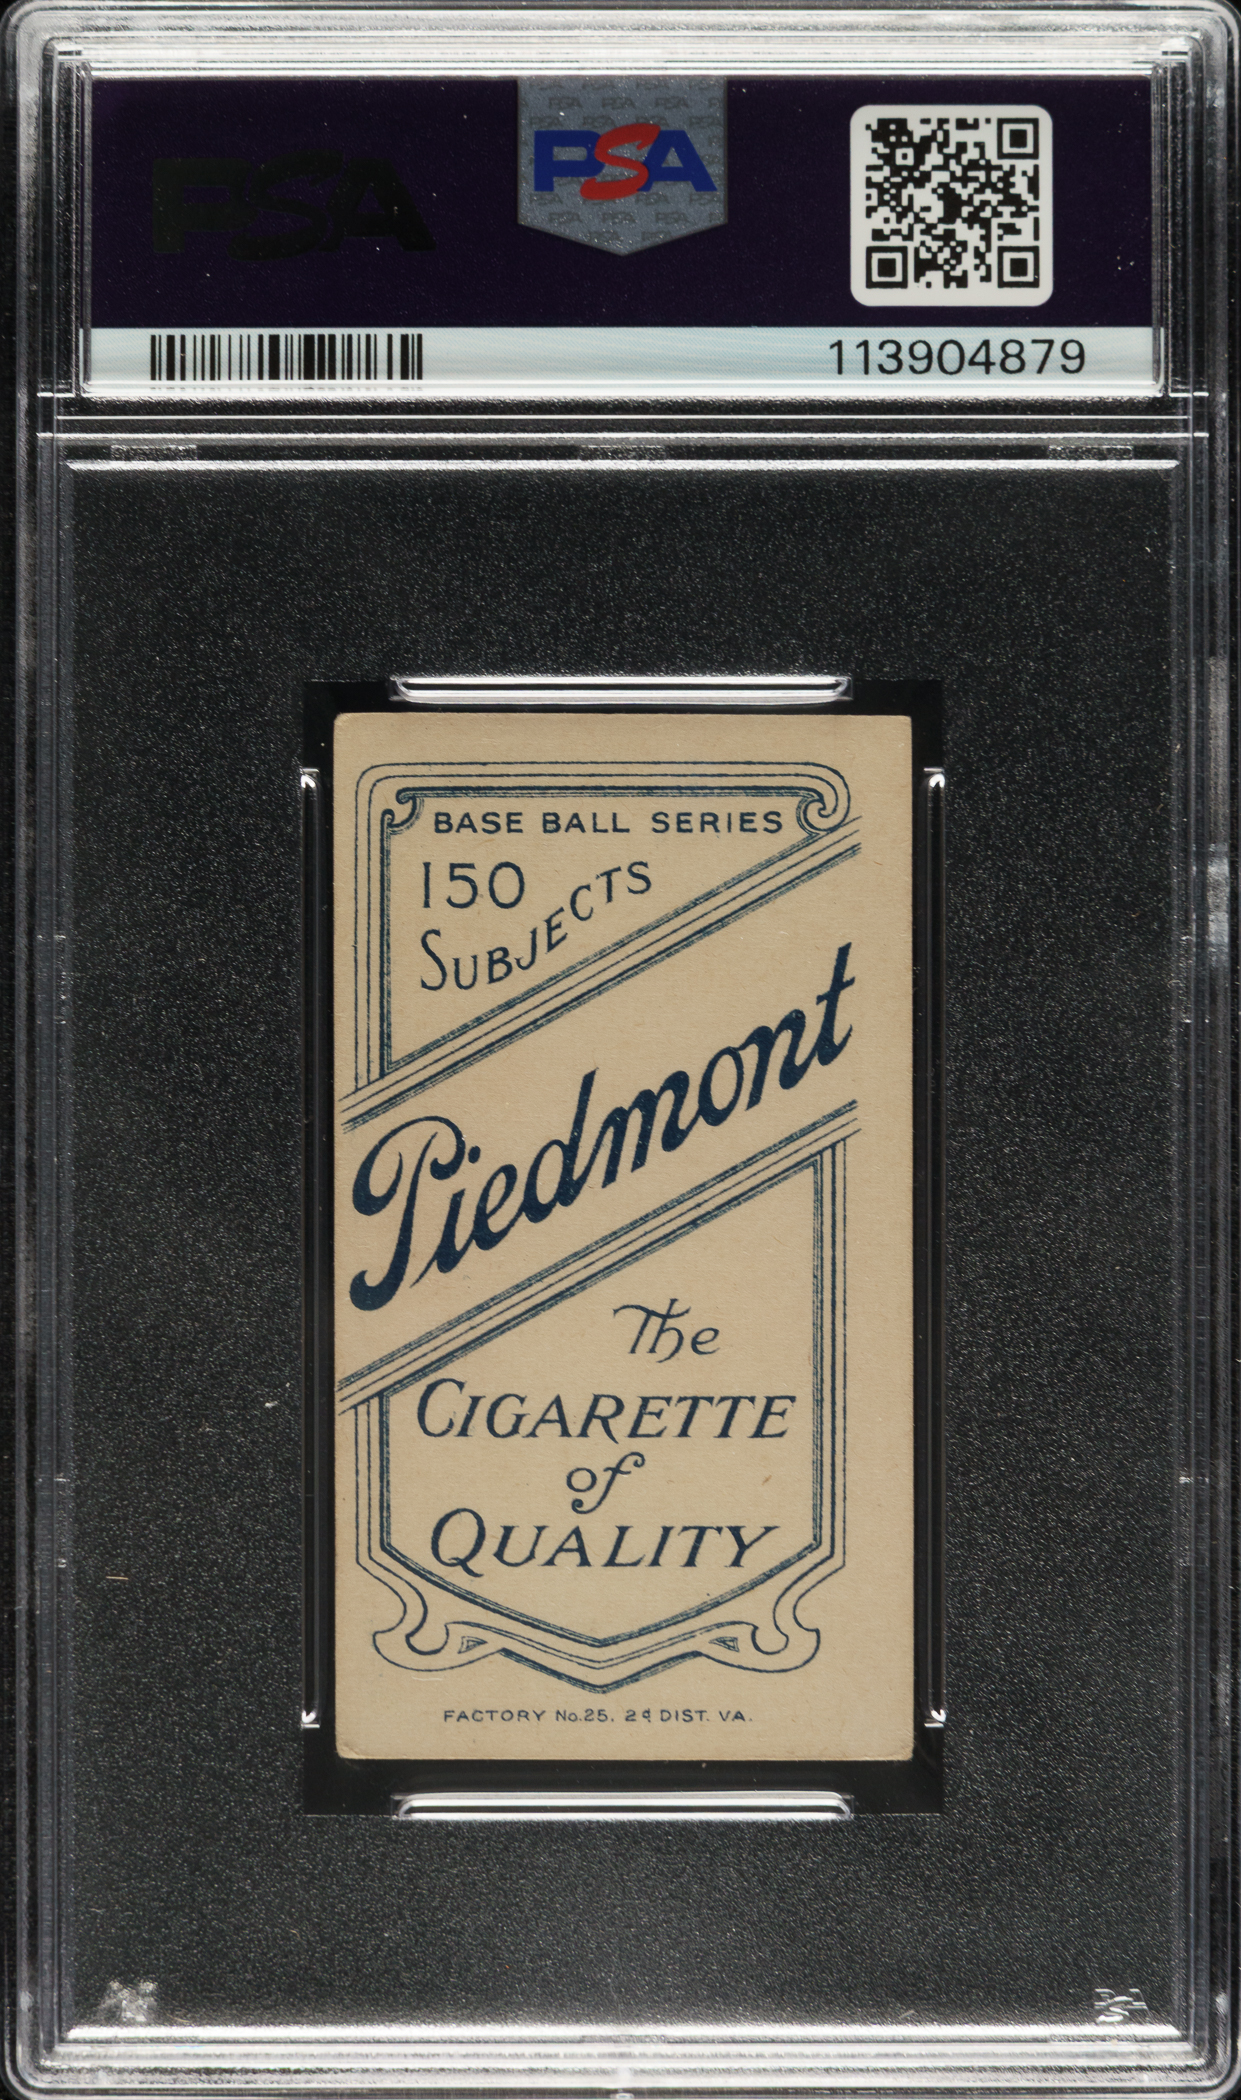 PSA
PSA
113904879
BASE BALL SERIES
150
SUBJECTS
Piedmont
The
CIGARETTE
of
QUALITY
FACTORY No. 25. 2d DIST. VA.